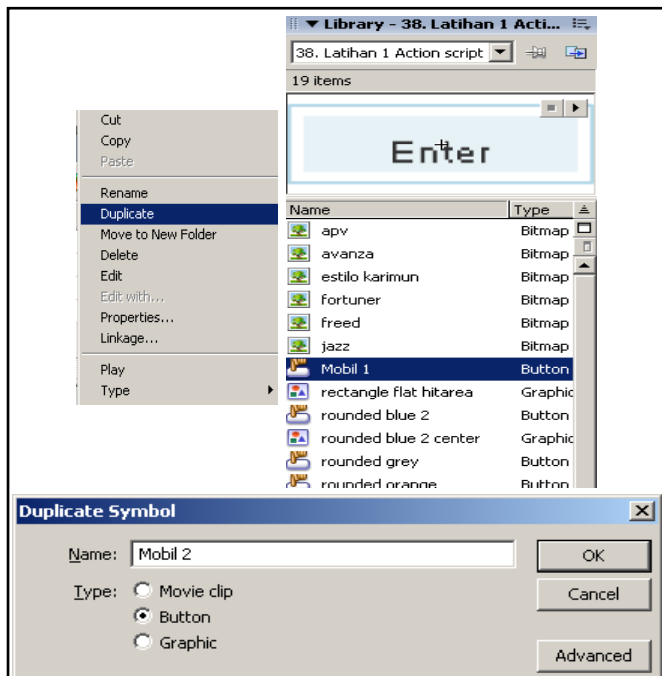 Library - 38. Latihan 1 Acti...
38. Latihan 1 Action script
19 items
Enter
Cut
Copy
Paste
Rename
Duplicate
Move to New Folder
Delete
Edit
Edit with...
Properties...
Linkage...
Play
Type
Name Type
apv Bitmap
avanza Bitmap
estilo karimun Bitmap
fortuner Bitmap
freed Bitmap
jazz Bitmap
Mobil 1 Button
rectangle flat hitarea Graphic
rounded blue 2 Button
rounded blue 2 center Graphic
rounded grey Button
rounded orange Button
Duplicate Symbol
Name: Mobil 2
OK
Type: Movie clip
Cancel
Button
Graphic
Advanced